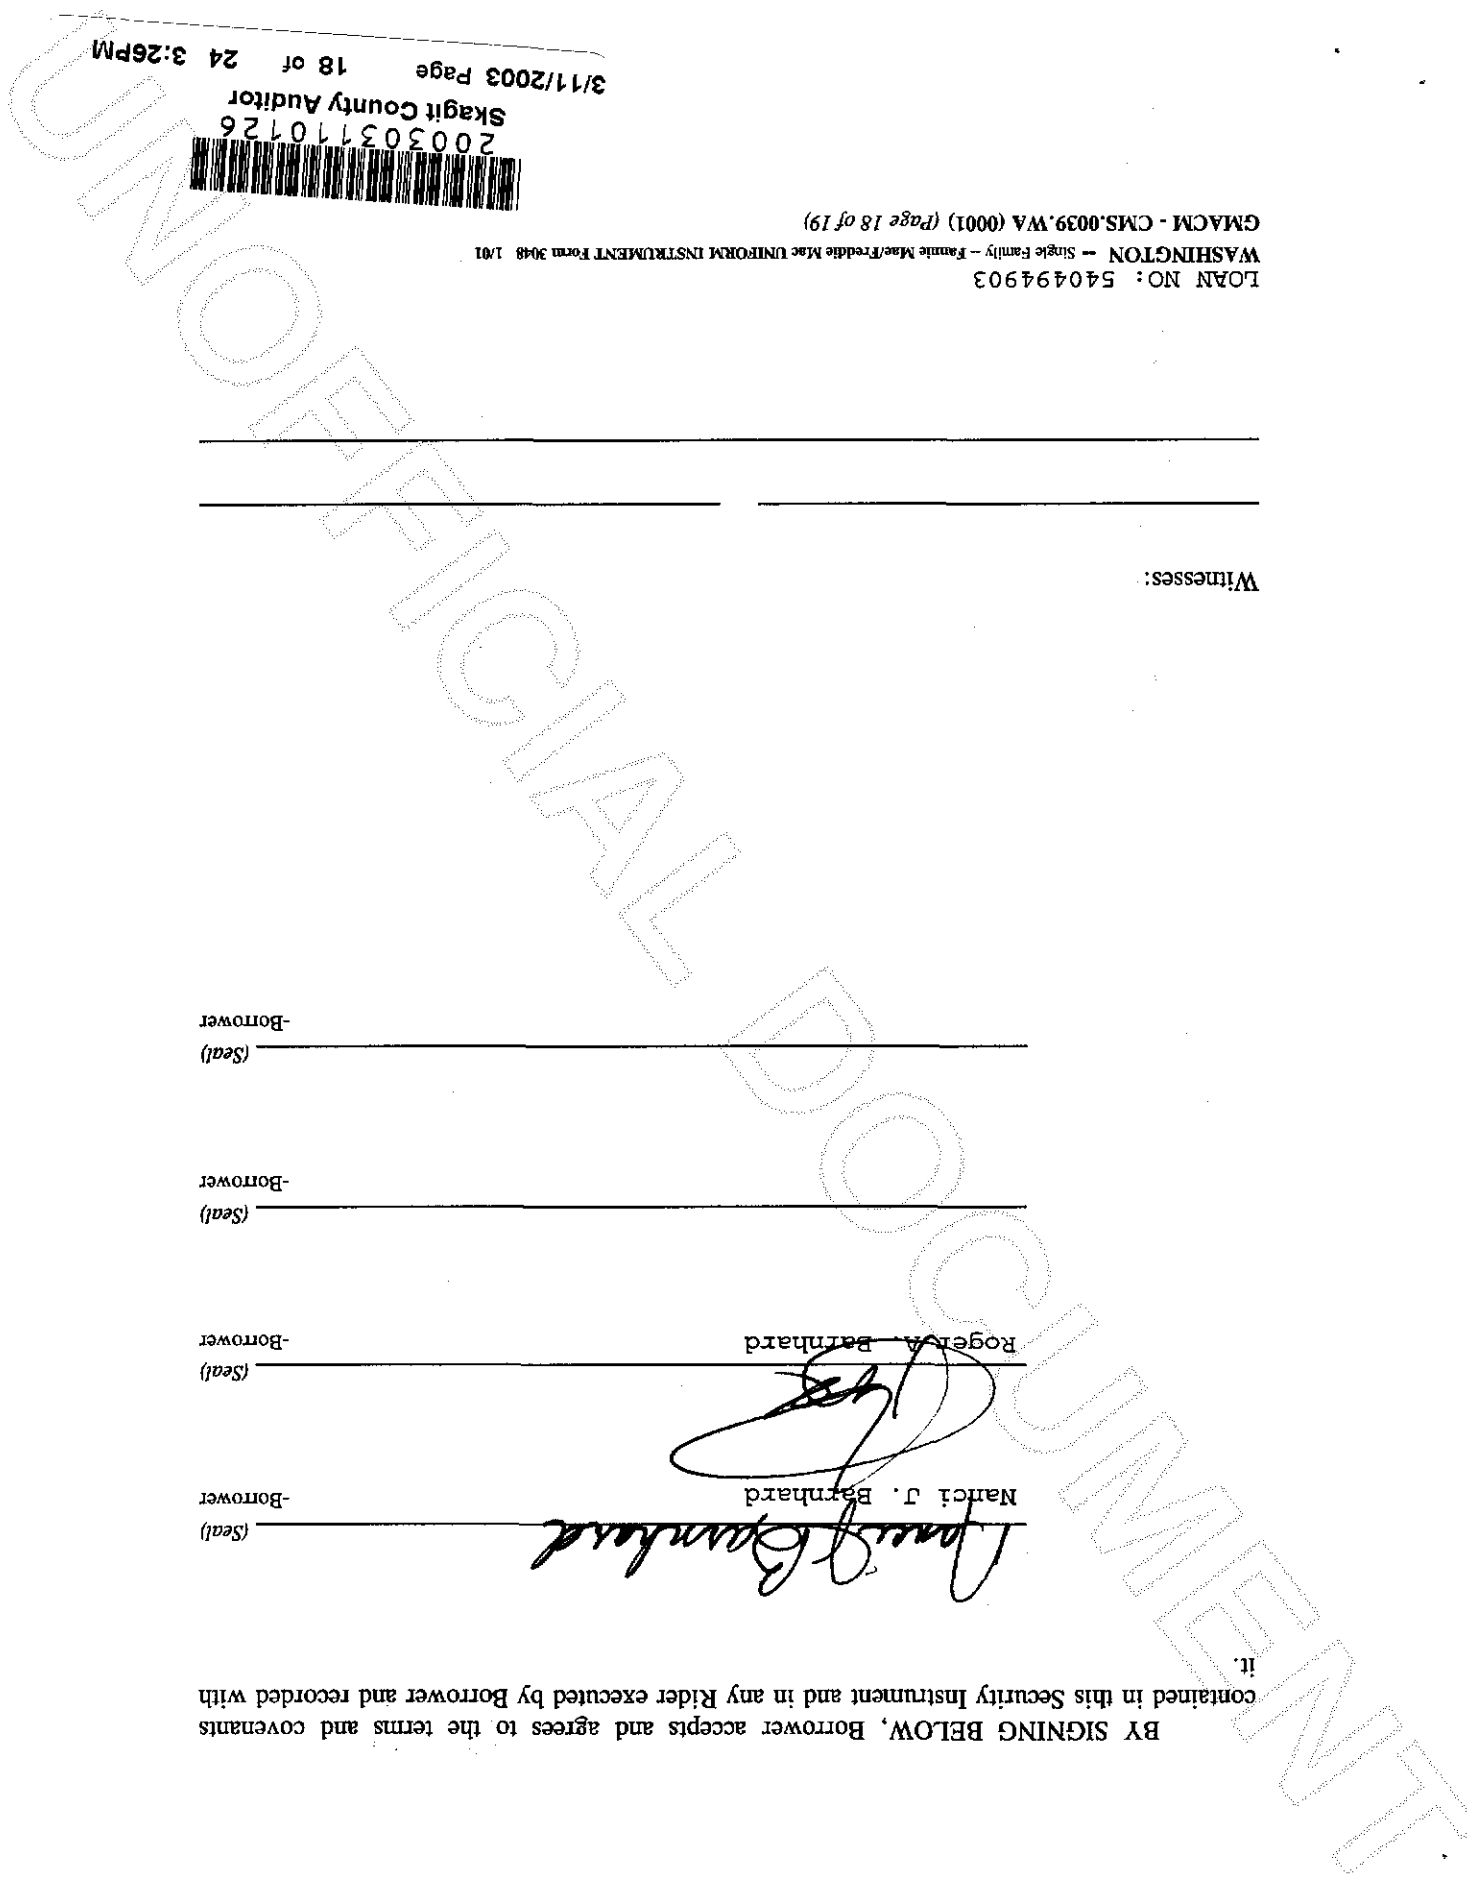 BY SIGNING BELOW, Borrower accepts and agrees to the terms and covenants
contained in this Security Instrument and in any Rider executed by Borrower and recorded with
it.
Nanci J Barnhard (Seal)
Nanci J. Barnhard -Borrower
(Seal)
Roger A. Barnhard -Borrower
(Seal)
-Borrower
(Seal)
-Borrower
Witnesses:
LOAN NO: 540494903
WASHINGTON -- Single Family -- Fannie Mae/Freddie Mac UNIFORM INSTRUMENT Form 3048 1/01
GMACM - CMS.0039.WA (0001) (Page 18 of 19)
200303110126
Skagit County Auditor
3/11/2003 Page 18 of 24 3:26PM
UNOFFICIAL DOCUMENT